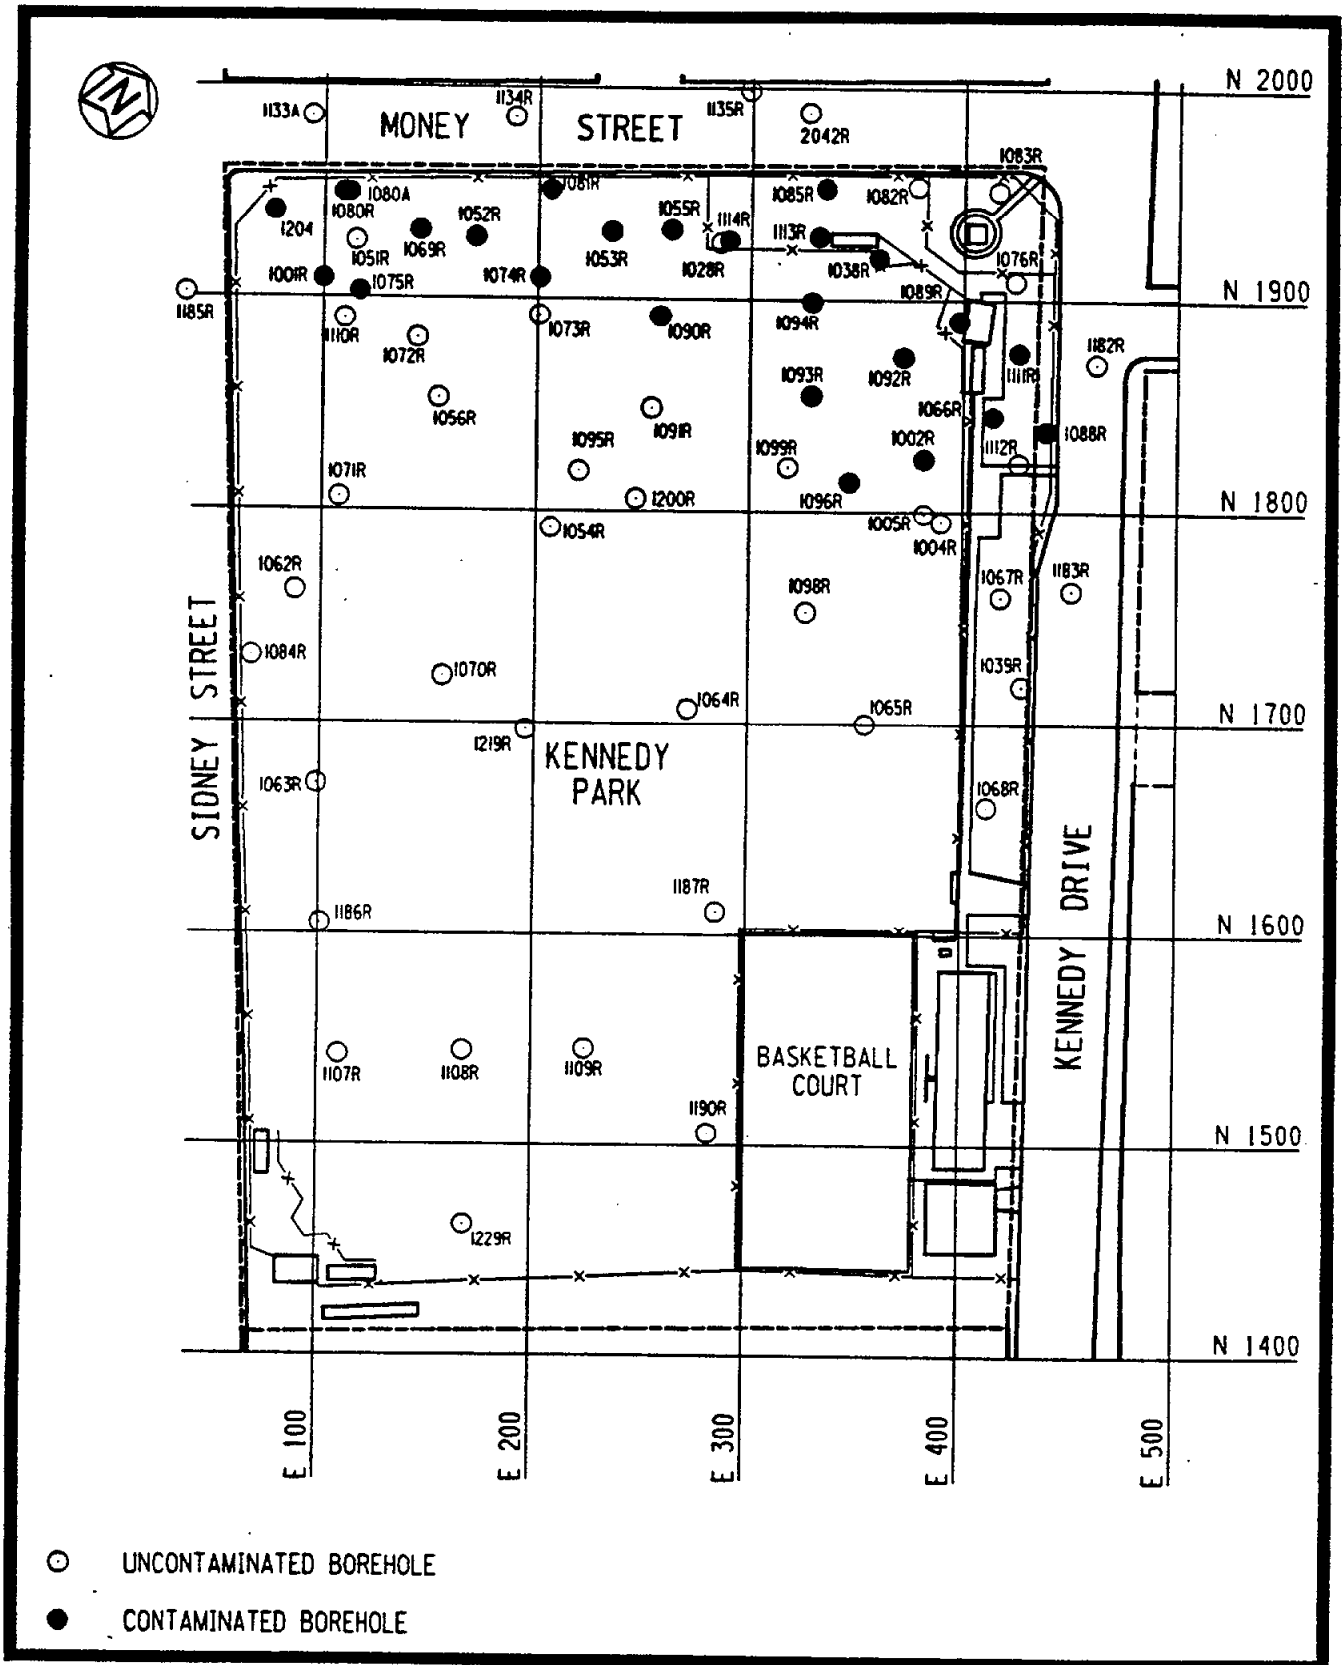 N 2000
N
1133A
1134R
1135R
2042R
MONEY STREET
1083R
1080A
1081R
1085R
1082R
1080R
1204
1052R
1055R
1114R
1113R
1069R
1051R
1053R
1028R
1038R
1076R
1001R
1075R
1074R
1089R
N 1900
1185R
1110R
1073R
1090R
1094R
1072R
1182R
1093R
1092R
1111R
1056R
1066R
1091R
1095R
1099R
1002R
1112R
1088R
1071R
1200R
1096R
N 1800
1054R
1005R
1004R
1062R
1098R
1067R
1183R
1084R
1070R
1039R
SIDNEY STREET
1064R
1065R
N 1700
1219R
KENNEDY
PARK
1063R
1068R
KENNEDY DRIVE
1187R
1186R
N 1600
BASKETBALL
COURT
1107R
1108R
1109R
1190R
N 1500
1229R
N 1400
E 100
E 200
E 300
E 400
E 500
UNCONTAMINATED BOREHOLE
CONTAMINATED BOREHOLE